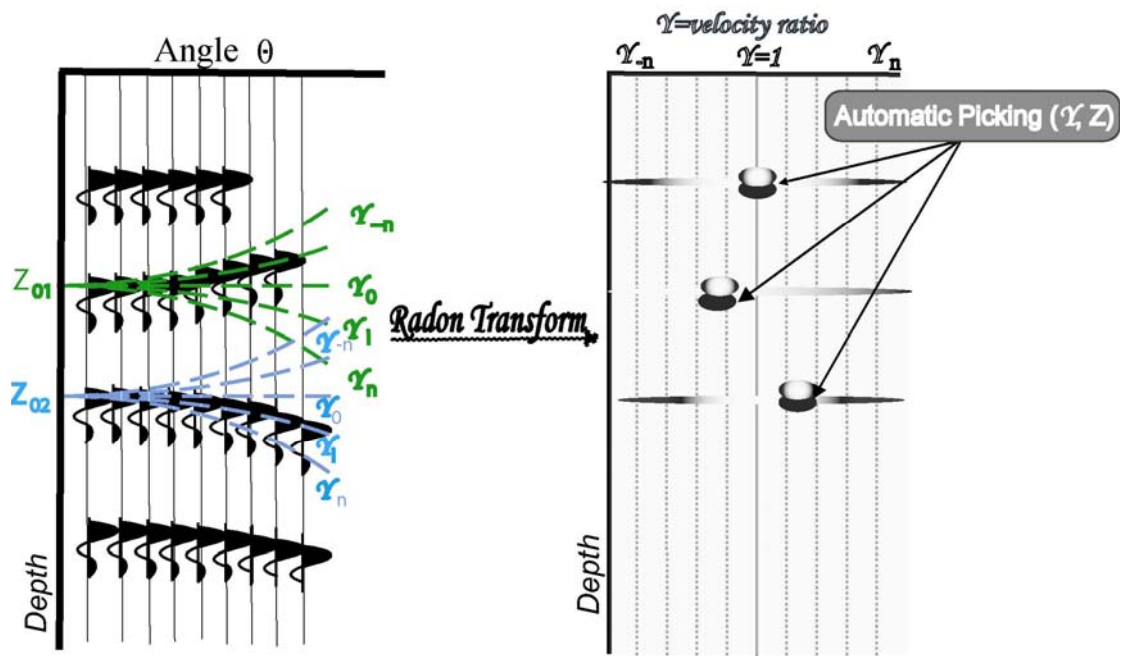 Angle θ
ϒ=velocity ratio
ϒ-n ϒ=1 ϒn
Automatic Picking (ϒ, Z)
ϒ-n
Z01
ϒ0
ϒ1
Radon Transform
ϒ-n
Z02
ϒn
ϒ0
ϒ1
ϒn
Depth
Depth